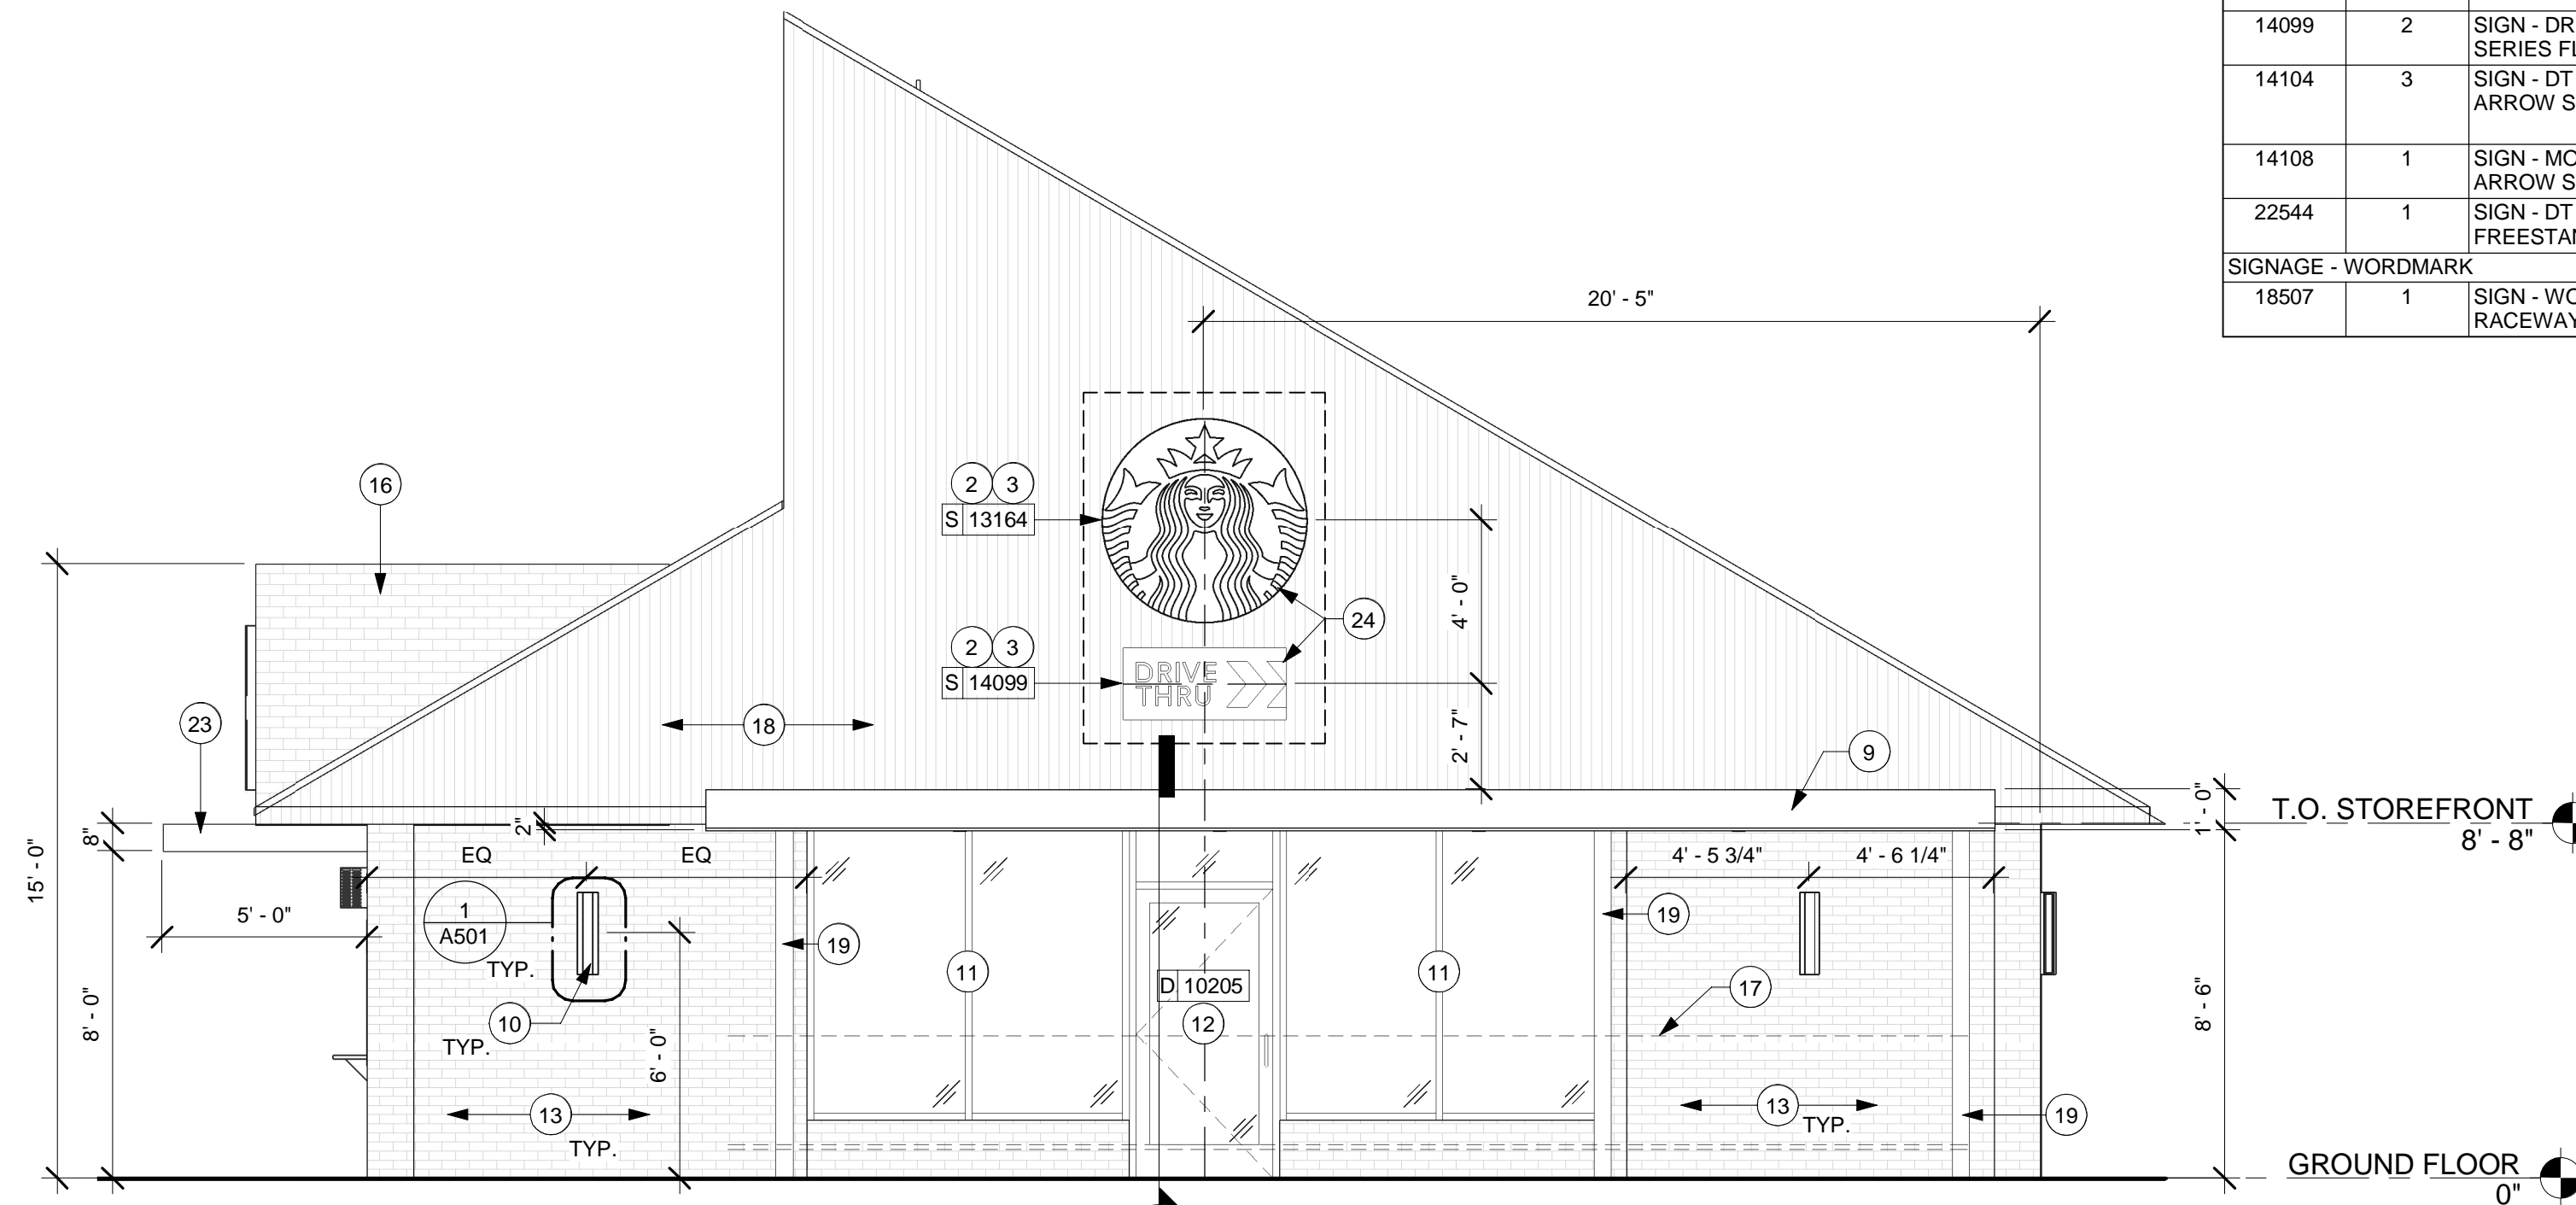 14099 2 SIGN - DR
SERIES FL
14104 3 SIGN - DT
ARROW S
14108 1 SIGN - MO
ARROW S
22544 1 SIGN - DT
FREESTAN
SIGNAGE - WORDMARK
18507 1 SIGN - WO
RACEWAY
20' - 5"
16
2 3
S 13164
24
4' - 0"
2 3
S 14099
DRIVE
THRU
23
18
2' - 7"
9
1' - 0"
T.O. STOREFRONT
8' - 8"
15' - 0"
8"
2"
EQ EQ
4' - 5 3/4" 4' - 6 1/4"
5' - 0"
1
A501
TYP.
19
11
11
19
D 10205
12
17
10
TYP.
8' - 0"
6' - 0"
8' - 6"
13
TYP.
13
TYP.
19
GROUND FLOOR
0"